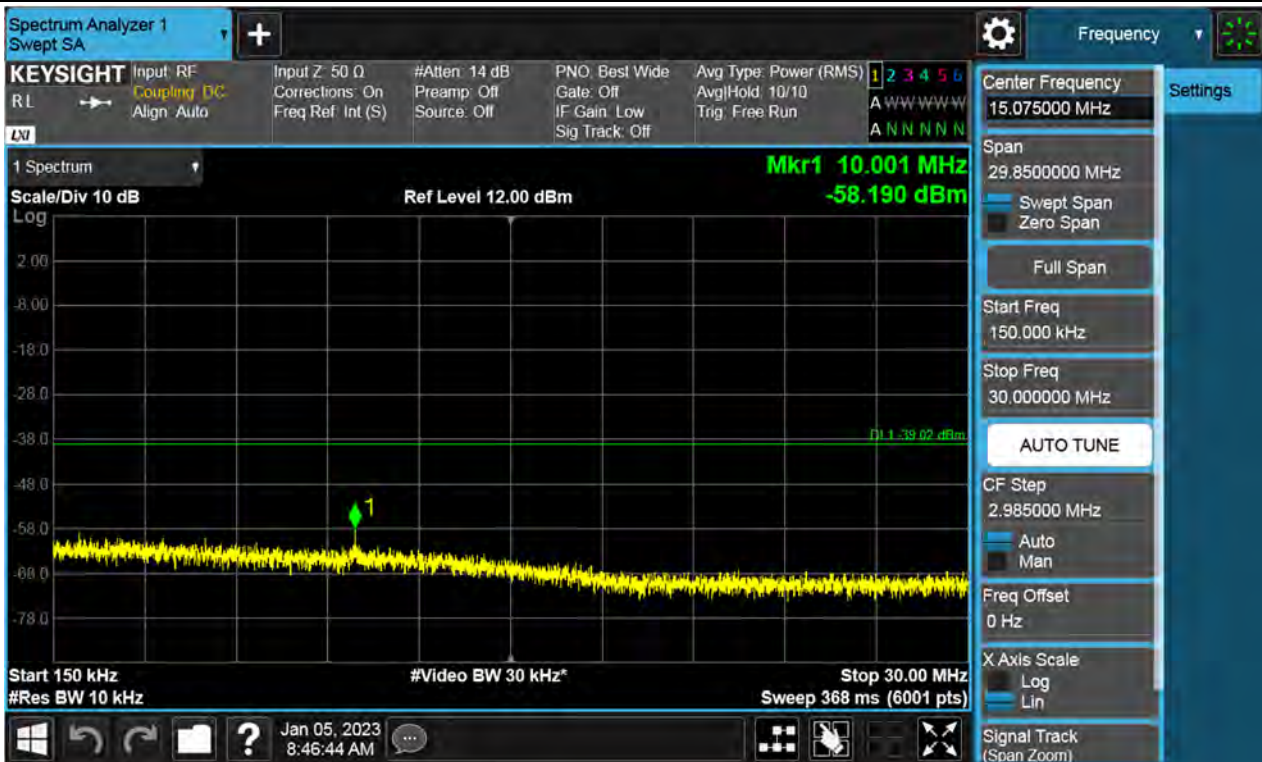 Spectrum Analyzer 1
Swept SA
+
Frequency
KEYSIGHT
RL
LXI
Input: RF
Coupling: DC
Align: Auto
Input Z: 50 Ω
Corrections: On
Freq Ref: Int (S)
#Atten: 14 dB
Preamp: Off
Source: Off
PNO: Best Wide
Gate: Off
IF Gain: Low
Sig Track: Off
Avg Type: Power (RMS)
Avg|Hold: 10/10
Trig: Free Run
1 2 3 4 5 6
A W W W W W
A N N N N N
1 Spectrum
Scale/Div 10 dB
Ref Level 12.00 dBm
Mkr1 10.001 MHz
-58.190 dBm
Log
2.00
-8.00
-18.0
-28.0
-38.0
-48.0
-58.0
-68.0
-78.0
DL1 -39.02 dBm
1
Start 150 kHz
#Video BW 30 kHz*
Stop 30.00 MHz
#Res BW 10 kHz
Sweep 368 ms (6001 pts)
Center Frequency
15.075000 MHz
Settings
Span
29.8500000 MHz
Swept Span
Zero Span
Full Span
Start Freq
150.000 kHz
Stop Freq
30.000000 MHz
AUTO TUNE
CF Step
2.985000 MHz
Auto
Man
Freq Offset
0 Hz
X Axis Scale
Log
Lin
Signal Track
(Span Zoom)
?
Jan 05, 2023
8:46:44 AM